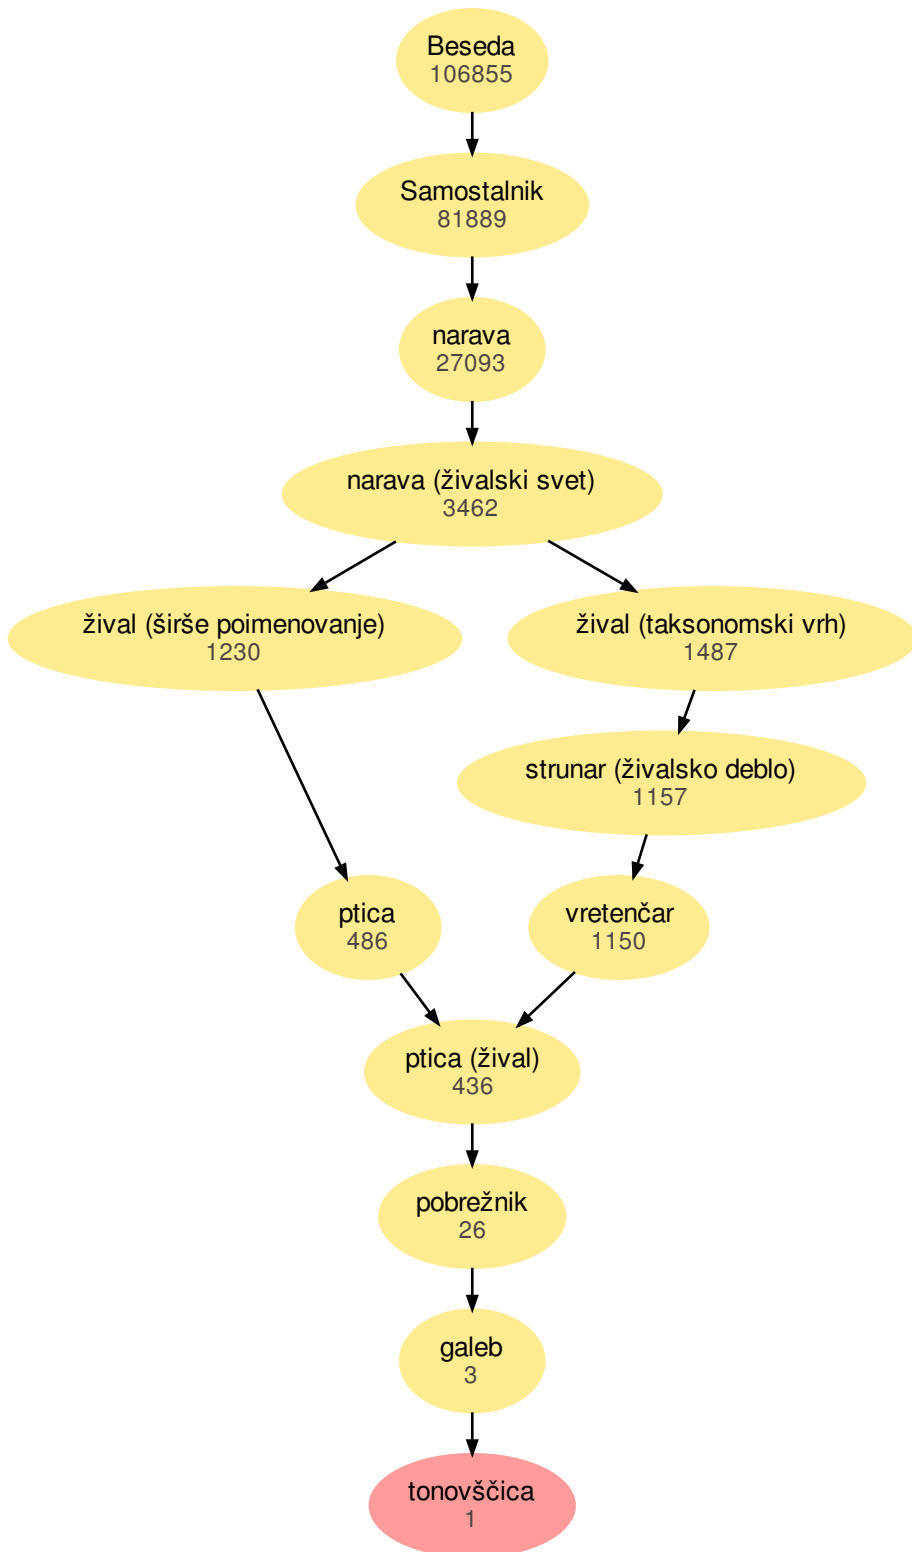 Beseda
106855
Samostalnik
81889
narava
27093
narava (živalski svet)
3462
žival (širše poimenovanje)
1230
žival (taksonomski vrh)
1487
strunar (živalsko deblo)
1157
ptica
486
vretenčar
1150
ptica (žival)
436
pobrežnik
26
galeb
3
tonovščica
1